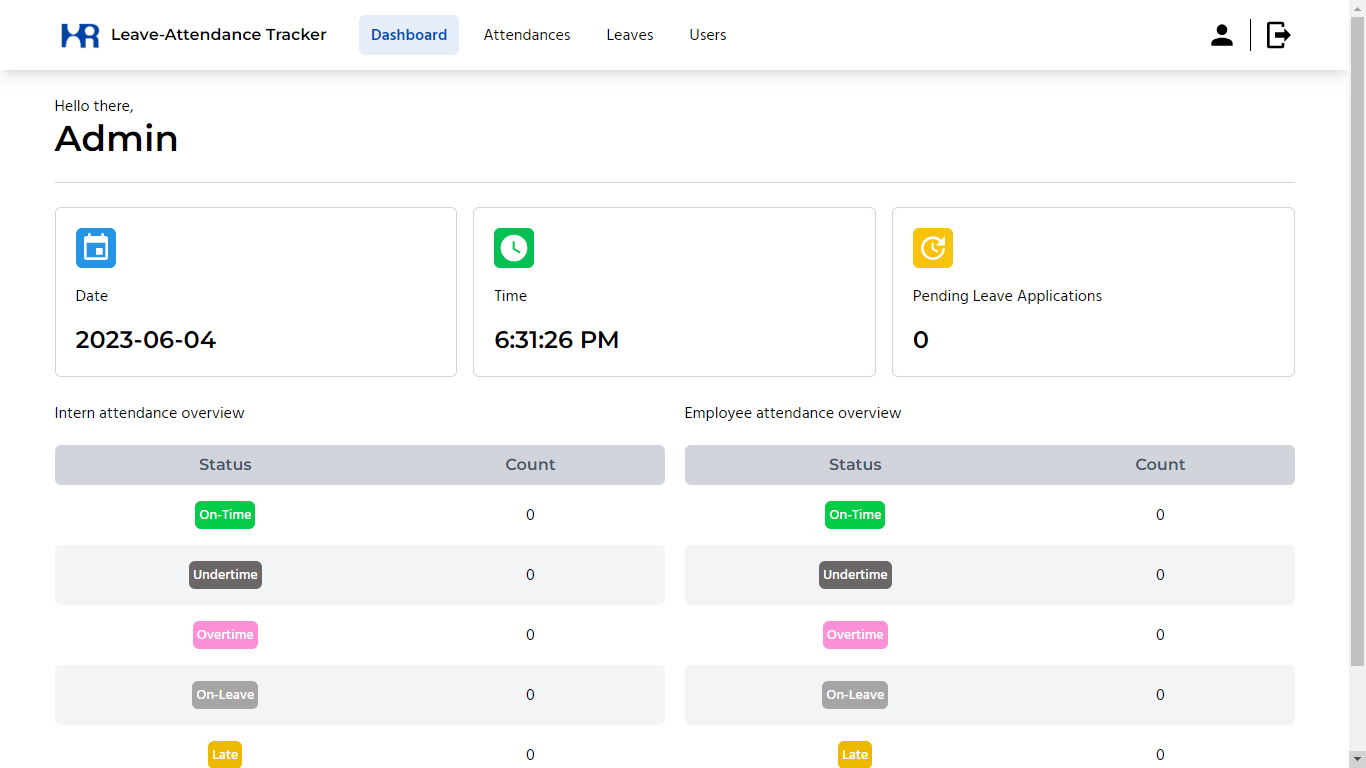 HR Leave-Attendance Tracker Dashboard Attendances Leaves Users
Hello there,
Admin
Date
2023-06-04
Time
6:31:26 PM
Pending Leave Applications
0
Intern attendance overview
Status Count
On-Time 0
Undertime 0
Overtime 0
On-Leave 0
Late 0
Employee attendance overview
Status Count
On-Time 0
Undertime 0
Overtime 0
On-Leave 0
Late 0